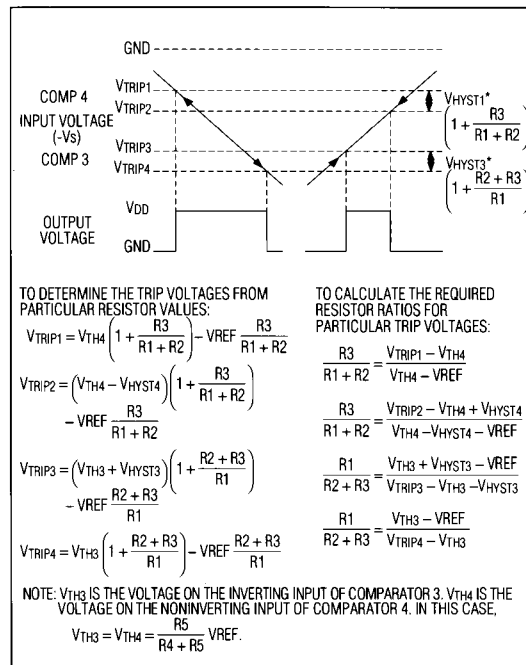 GND
VTRIP1
COMP 4
VTRIP2
INPUT VOLTAGE
(-Vs)
VTRIP3
COMP 3
VTRIP4
VHYST1*
(1 + R3 / (R1 + R2))
VHYST3*
(1 + (R2 + R3) / R1)
VDD
OUTPUT
VOLTAGE
GND
TO DETERMINE THE TRIP VOLTAGES FROM
PARTICULAR RESISTOR VALUES:
VTRIP1 = VTH4 (1 + R3 / (R1 + R2)) – VREF R3 / (R1 + R2)
VTRIP2 = (VTH4 – VHYST4) (1 + R3 / (R1 + R2))
– VREF R3 / (R1 + R2)
VTRIP3 = (VTH3 + VHYST3) (1 + (R2 + R3) / R1)
– VREF (R2 + R3) / R1
VTRIP4 = VTH3 (1 + (R2 + R3) / R1) – VREF (R2 + R3) / R1
TO CALCULATE THE REQUIRED
RESISTOR RATIOS FOR
PARTICULAR TRIP VOLTAGES:
R3 / (R1 + R2) = (VTRIP1 – VTH4) / (VTH4 – VREF)
R3 / (R1 + R2) = (VTRIP2 – VTH4 + VHYST4) / (VTH4 – VHYST4 – VREF)
R1 / (R2 + R3) = (VTH3 + VHYST3 – VREF) / (VTRIP3 – VTH3 – VHYST3)
R1 / (R2 + R3) = (VTH3 – VREF) / (VTRIP4 – VTH3)
NOTE: VTH3 IS THE VOLTAGE ON THE INVERTING INPUT OF COMPARATOR 3. VTH4 IS THE
VOLTAGE ON THE NONINVERTING INPUT OF COMPARATOR 4. IN THIS CASE,
VTH3 = VTH4 = R5 / (R4 + R5) VREF.